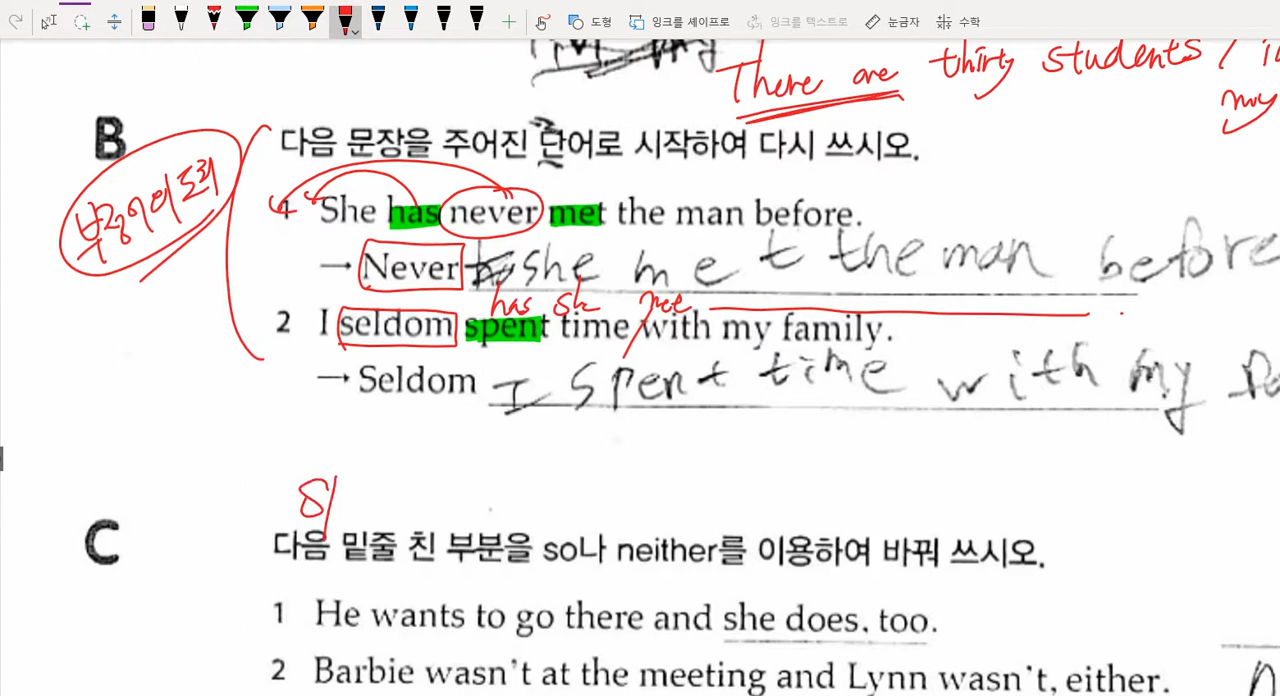 도형 잉크를 셰이프로 잉크를 텍스트로 눈금자 수학
There are thirty students / i
my
B 다음 문장을 주어진 단어로 시작하여 다시 쓰시오.
부정어의 도치
1 She has never met the man before.
→ Never she met the man before
has she met
2 I seldom spent time with my family.
→ Seldom I spent time with my
8/
C 다음 밑줄 친 부분을 so나 neither를 이용하여 바꿔 쓰시오.
1 He wants to go there and she does, too.
2 Barbie wasn't at the meeting and Lynn wasn't, either.